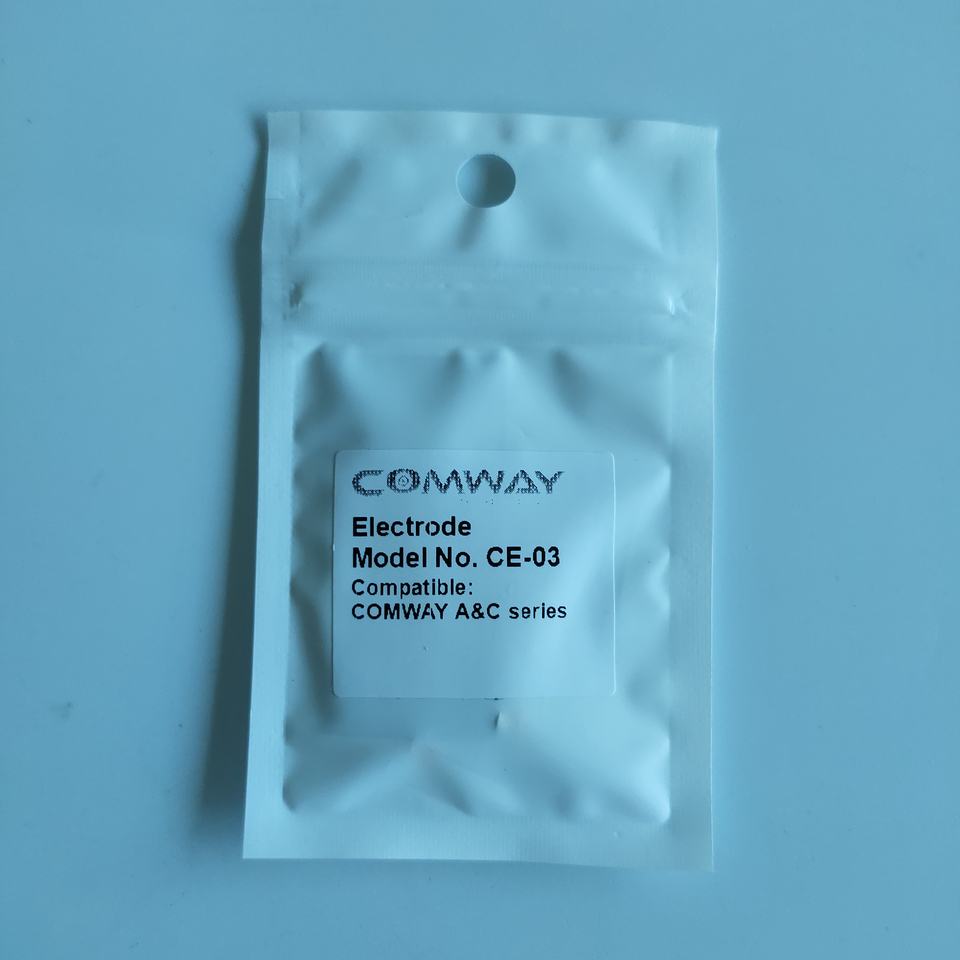 COMWAY
Electrode
Model No. CE-03
Compatible:
COMWAY A&C series